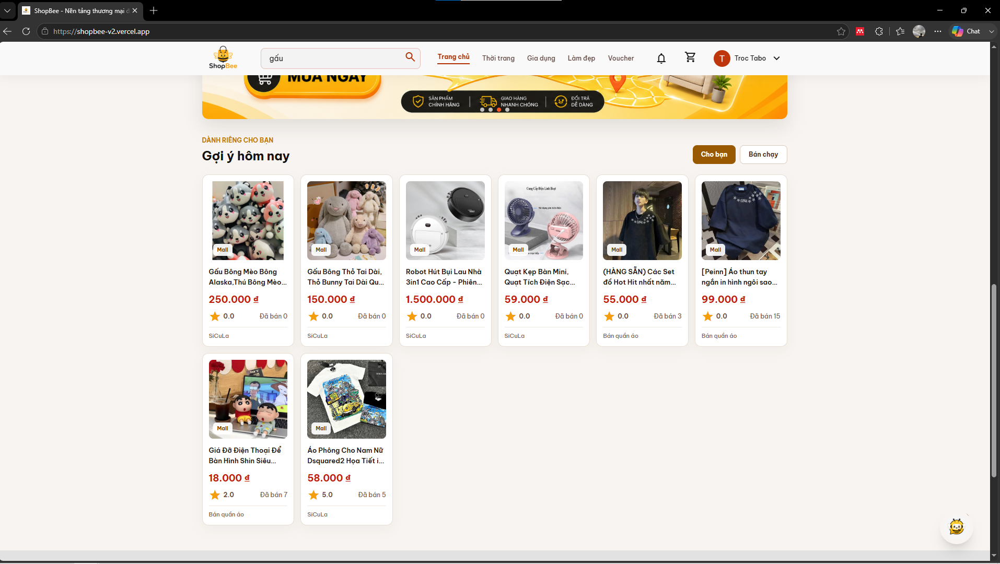 ShopBee - Nền tảng thương mại đ
https://shopbee-v2.vercel.app
Chat
ShopBee
gấu
Trang chủ
Thời trang
Gia dụng
Làm đẹp
Voucher
T
Troc Tabo
MUA NGAY
SẢN PHẨM
CHÍNH HÃNG
GIAO HÀNG
NHANH CHÓNG
ĐỔI TRẢ
DỄ DÀNG
DÀNH RIÊNG CHO BẠN
Gợi ý hôm nay
Cho bạn
Bán chạy
Mall
Gấu Bông Mèo Bông
Alaska,Thú Bông Mèo...
250.000 ₫
0.0
Đã bán 0
SiCuLa
Mall
Gấu Bông Thỏ Tai Dài,
Thỏ Bunny Tai Dài Qu...
150.000 ₫
0.0
Đã bán 0
SiCuLa
Mall
Robot Hút Bụi Lau Nhà
3in1 Cao Cấp - Phiên...
1.500.000 ₫
0.0
Đã bán 0
SiCuLa
Cung Cấp Điện Linh Hoạt
Mall
Quạt Kẹp Bàn Mini,
Quạt Tích Điện Sạc...
59.000 ₫
0.0
Đã bán 0
SiCuLa
Mall
(HÀNG SẴN) Các Set
đồ Hot Hit nhất năm...
55.000 ₫
0.0
Đã bán 3
Bán quần áo
Mall
[Peinn] Áo thun tay
ngắn in hình ngôi sao...
99.000 ₫
0.0
Đã bán 15
Bán quần áo
Mall
Giá Đỡ Điện Thoại Để
Bàn Hình Shin Siêu...
18.000 ₫
2.0
Đã bán 7
Bán quần áo
Mall
Áo Phông Cho Nam Nữ
Dsquared2 Họa Tiết i...
58.000 ₫
5.0
Đã bán 5
SiCuLa